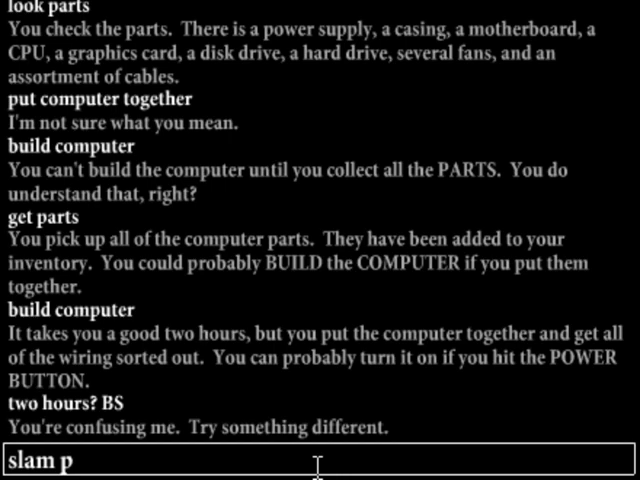 look parts
You check the parts.  There is a power supply, a casing, a motherboard, a
CPU, a graphics card, a disk drive, a hard drive, several fans, and an
assortment of cables.
put computer together
I'm not sure what you mean.
build computer
You can't build the computer until you collect all the PARTS.  You do
understand that, right?
get parts
You pick up all of the computer parts.  They have been added to your
inventory.  You could probably BUILD the COMPUTER if you put them
together.
build computer
It takes you a good two hours, but you put the computer together and get all
of the wiring sorted out.  You can probably turn it on if you hit the POWER
BUTTON.
two hours? BS
You're confusing me.  Try something different.
slam p